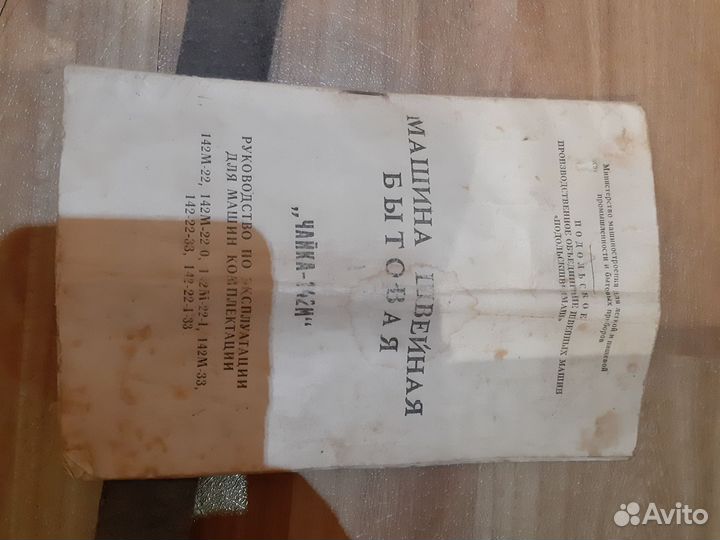 Министерство машиностроения для легкой и пищевой
промышленности и бытовых приборов
ПОДОЛЬСКОЕ
ПРОИЗВОДСТВЕННОЕ ОБЪЕДИНЕНИЕ ШВЕЙНЫХ МАШИН
«ПОДОЛЬСКШВЕЙМАШ»
МАШИНА ШВЕЙНАЯ
БЫТОВАЯ
„ЧАЙКА-142М“
РУКОВОДСТВО ПО ЭКСПЛУАТАЦИИ
ДЛЯ МАШИН КОМПЛЕКТАЦИИ
142М-22, 142М-22-0, 142М-22-1, 142М-33,
142-22-33, 142-22-1-33
Avito